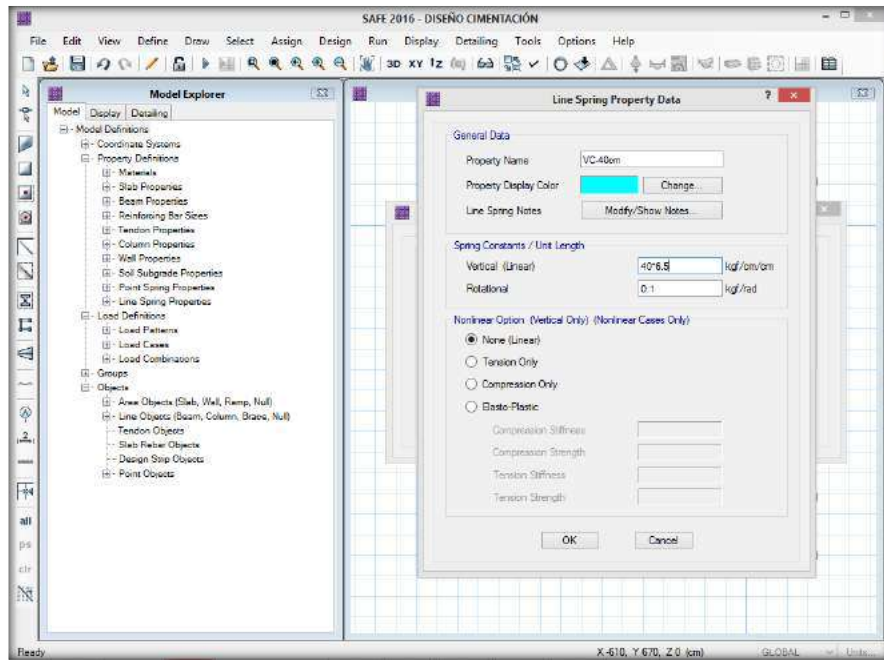 SAFE 2016 - DISEÑO CIMENTACIÓN
File Edit View Define Draw Select Assign Design Run Display Detailing Tools Options Help
3D XY 1Z
Model Explorer
Model Display Detailing
Model Definitions
Coordinate Systems
Property Definitions
Materials
Slab Properties
Beam Properties
Reinforcing Bar Sizes
Tendon Properties
Column Properties
Wall Properties
Soil Subgrade Properties
Point Spring Properties
Line Spring Properties
Load Definitions
Load Patterns
Load Cases
Load Combinations
Groups
Objects
Area Objects (Slab, Wall, Ramp, Null)
Line Objects (Beam, Column, Brace, Null)
Tendon Objects
Slab Rebar Objects
Design Strip Objects
Point Objects
all
ps
clr
Line Spring Property Data
General Data
Property Name VC-40cm
Property Display Color Change...
Line Spring Notes Modify/Show Notes...
Spring Constants / Unit Length
Vertical (Linear) 40*6.5 kgf/cm/cm
Rotational 0.1 kgf/rad
Nonlinear Option (Vertical Only) (Nonlinear Cases Only)
None (Linear)
Tension Only
Compression Only
Elasto-Plastic
Compression Stiffness
Compression Strength
Tension Stiffness
Tension Strength
OK Cancel
Ready X -610, Y 670, Z 0 (cm) GLOBAL Units...